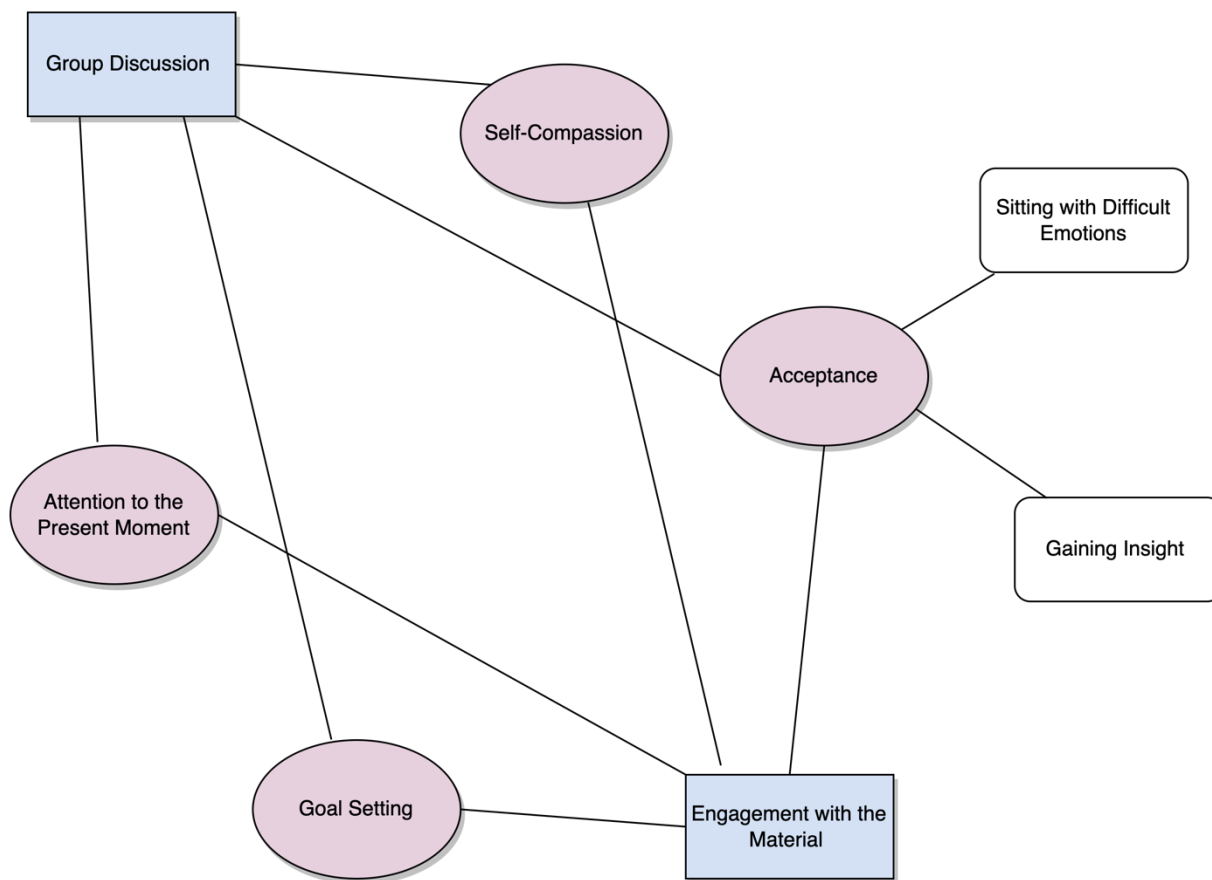 Group Discussion
Self-Compassion
Sitting with Difficult
Emotions
Acceptance
Attention to the
Present Moment
Gaining Insight
Goal Setting
Engagement with the
Material